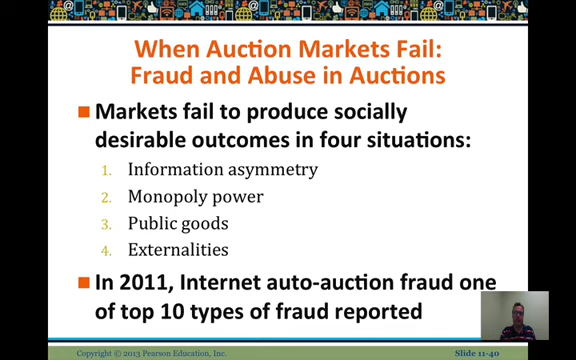 When Auction Markets Fail:
Fraud and Abuse in Auctions
Markets fail to produce socially
desirable outcomes in four situations:
1. Information asymmetry
2. Monopoly power
3. Public goods
4. Externalities
In 2011, Internet auto-auction fraud one
of top 10 types of fraud reported
Copyright © 2013 Pearson Education, Inc.
Slide 11-40